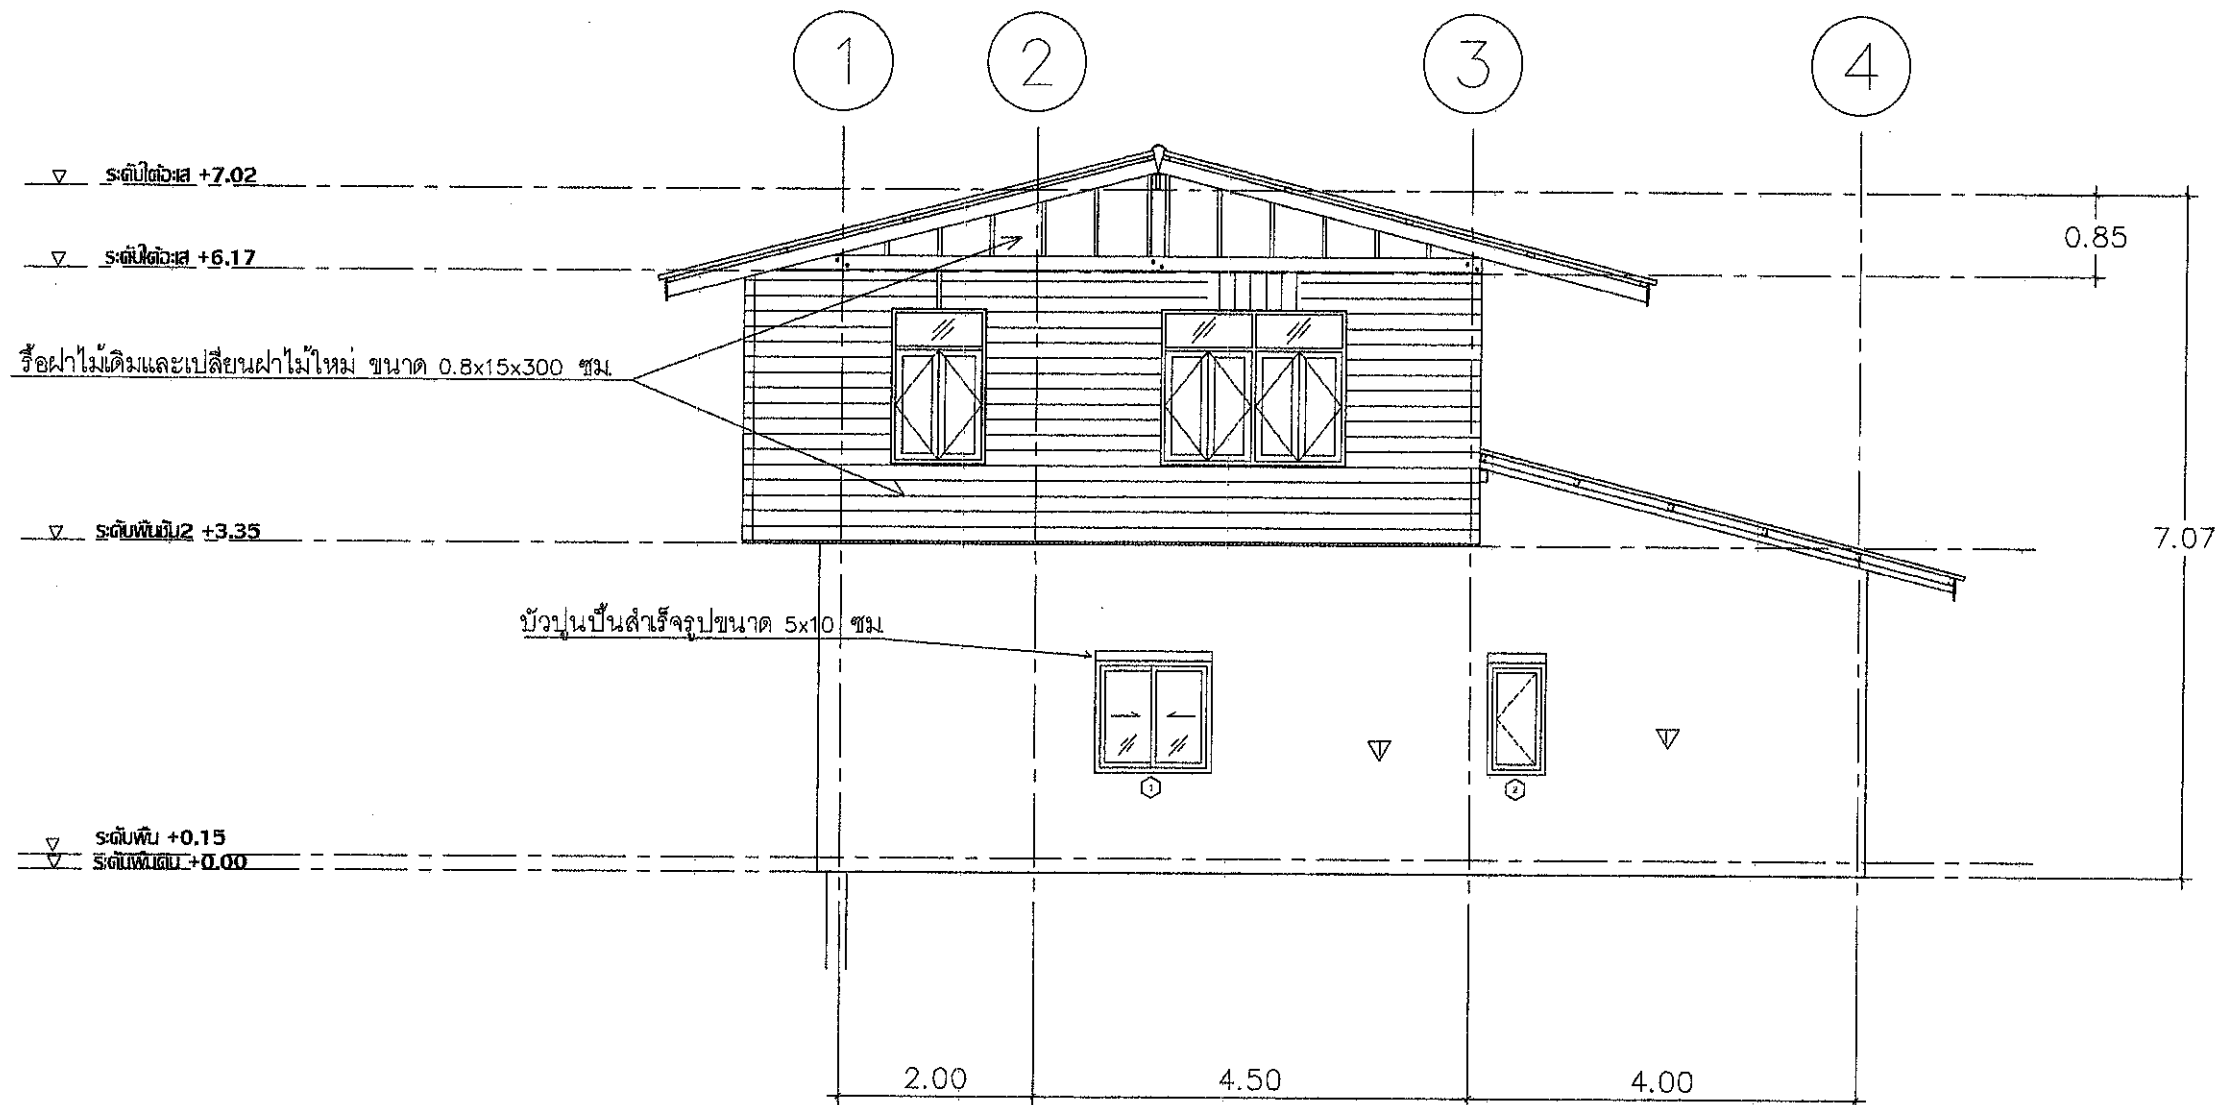 1 2 3 4
ระดับใต้อะเส +7.02
0.85
ระดับใต้อะเส +6.17
รื้อฝาไม้เดิมและเปลี่ยนฝาไม้ใหม่ ขนาด 0.8x15x300 ซม.
ระดับพื้นชั้น2 +3.35
7.07
บัวปูนปั้นสำเร็จรูปขนาด 5x10 ซม.
1
2
1
2
ระดับพื้น +0.15
ระดับพื้นดิน +0.00
2.00 4.50 4.00